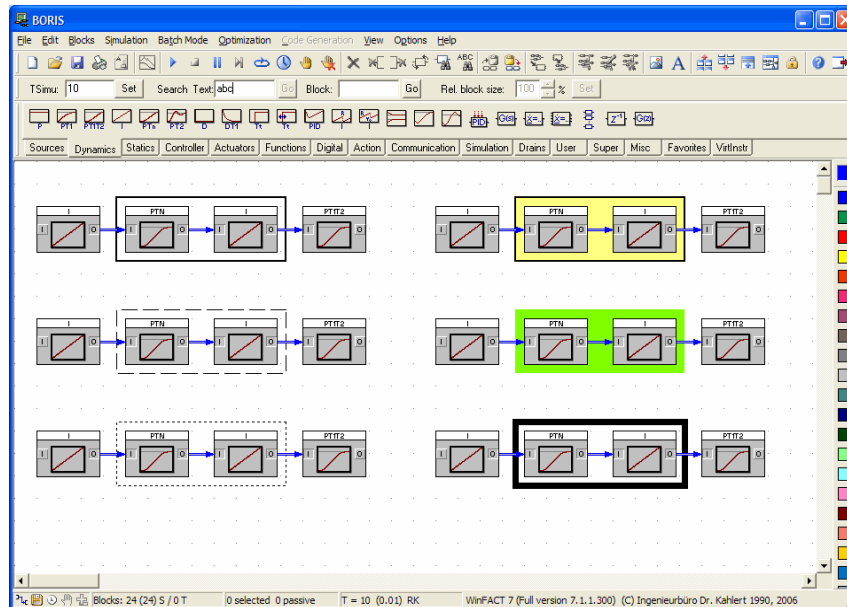 BORIS
File Edit Blocks Simulation Batch Mode Optimization Code Generation View Options Help
TSimu: 10 Set Search Text: abc Go Block: Go Rel. block size: 100 % Set
P PT1 PT1T2 I PTn PT2 D DT1 Tt Tt PID
Sources Dynamics Statics Controller Actuators Functions Digital Action Communication Simulation Drains User Super Misc Favorites VirtInstr
I PTN I PT1T2 I PTN I PT1T2
I O I O I O I O I O I O I O I O
I PTN I PT1T2 I PTN I PT1T2
I O I O I O I O I O I O I O I O
I PTN I PT1T2 I PTN I PT1T2
I O I O I O I O I O I O I O I O
Blocks: 24 (24) S / 0 T 0 selected 0 passive T = 10 (0.01) RK WinFACT 7 (Full version 7.1.1.300) (C) Ingenieurbüro Dr. Kahlert 1990, 2006